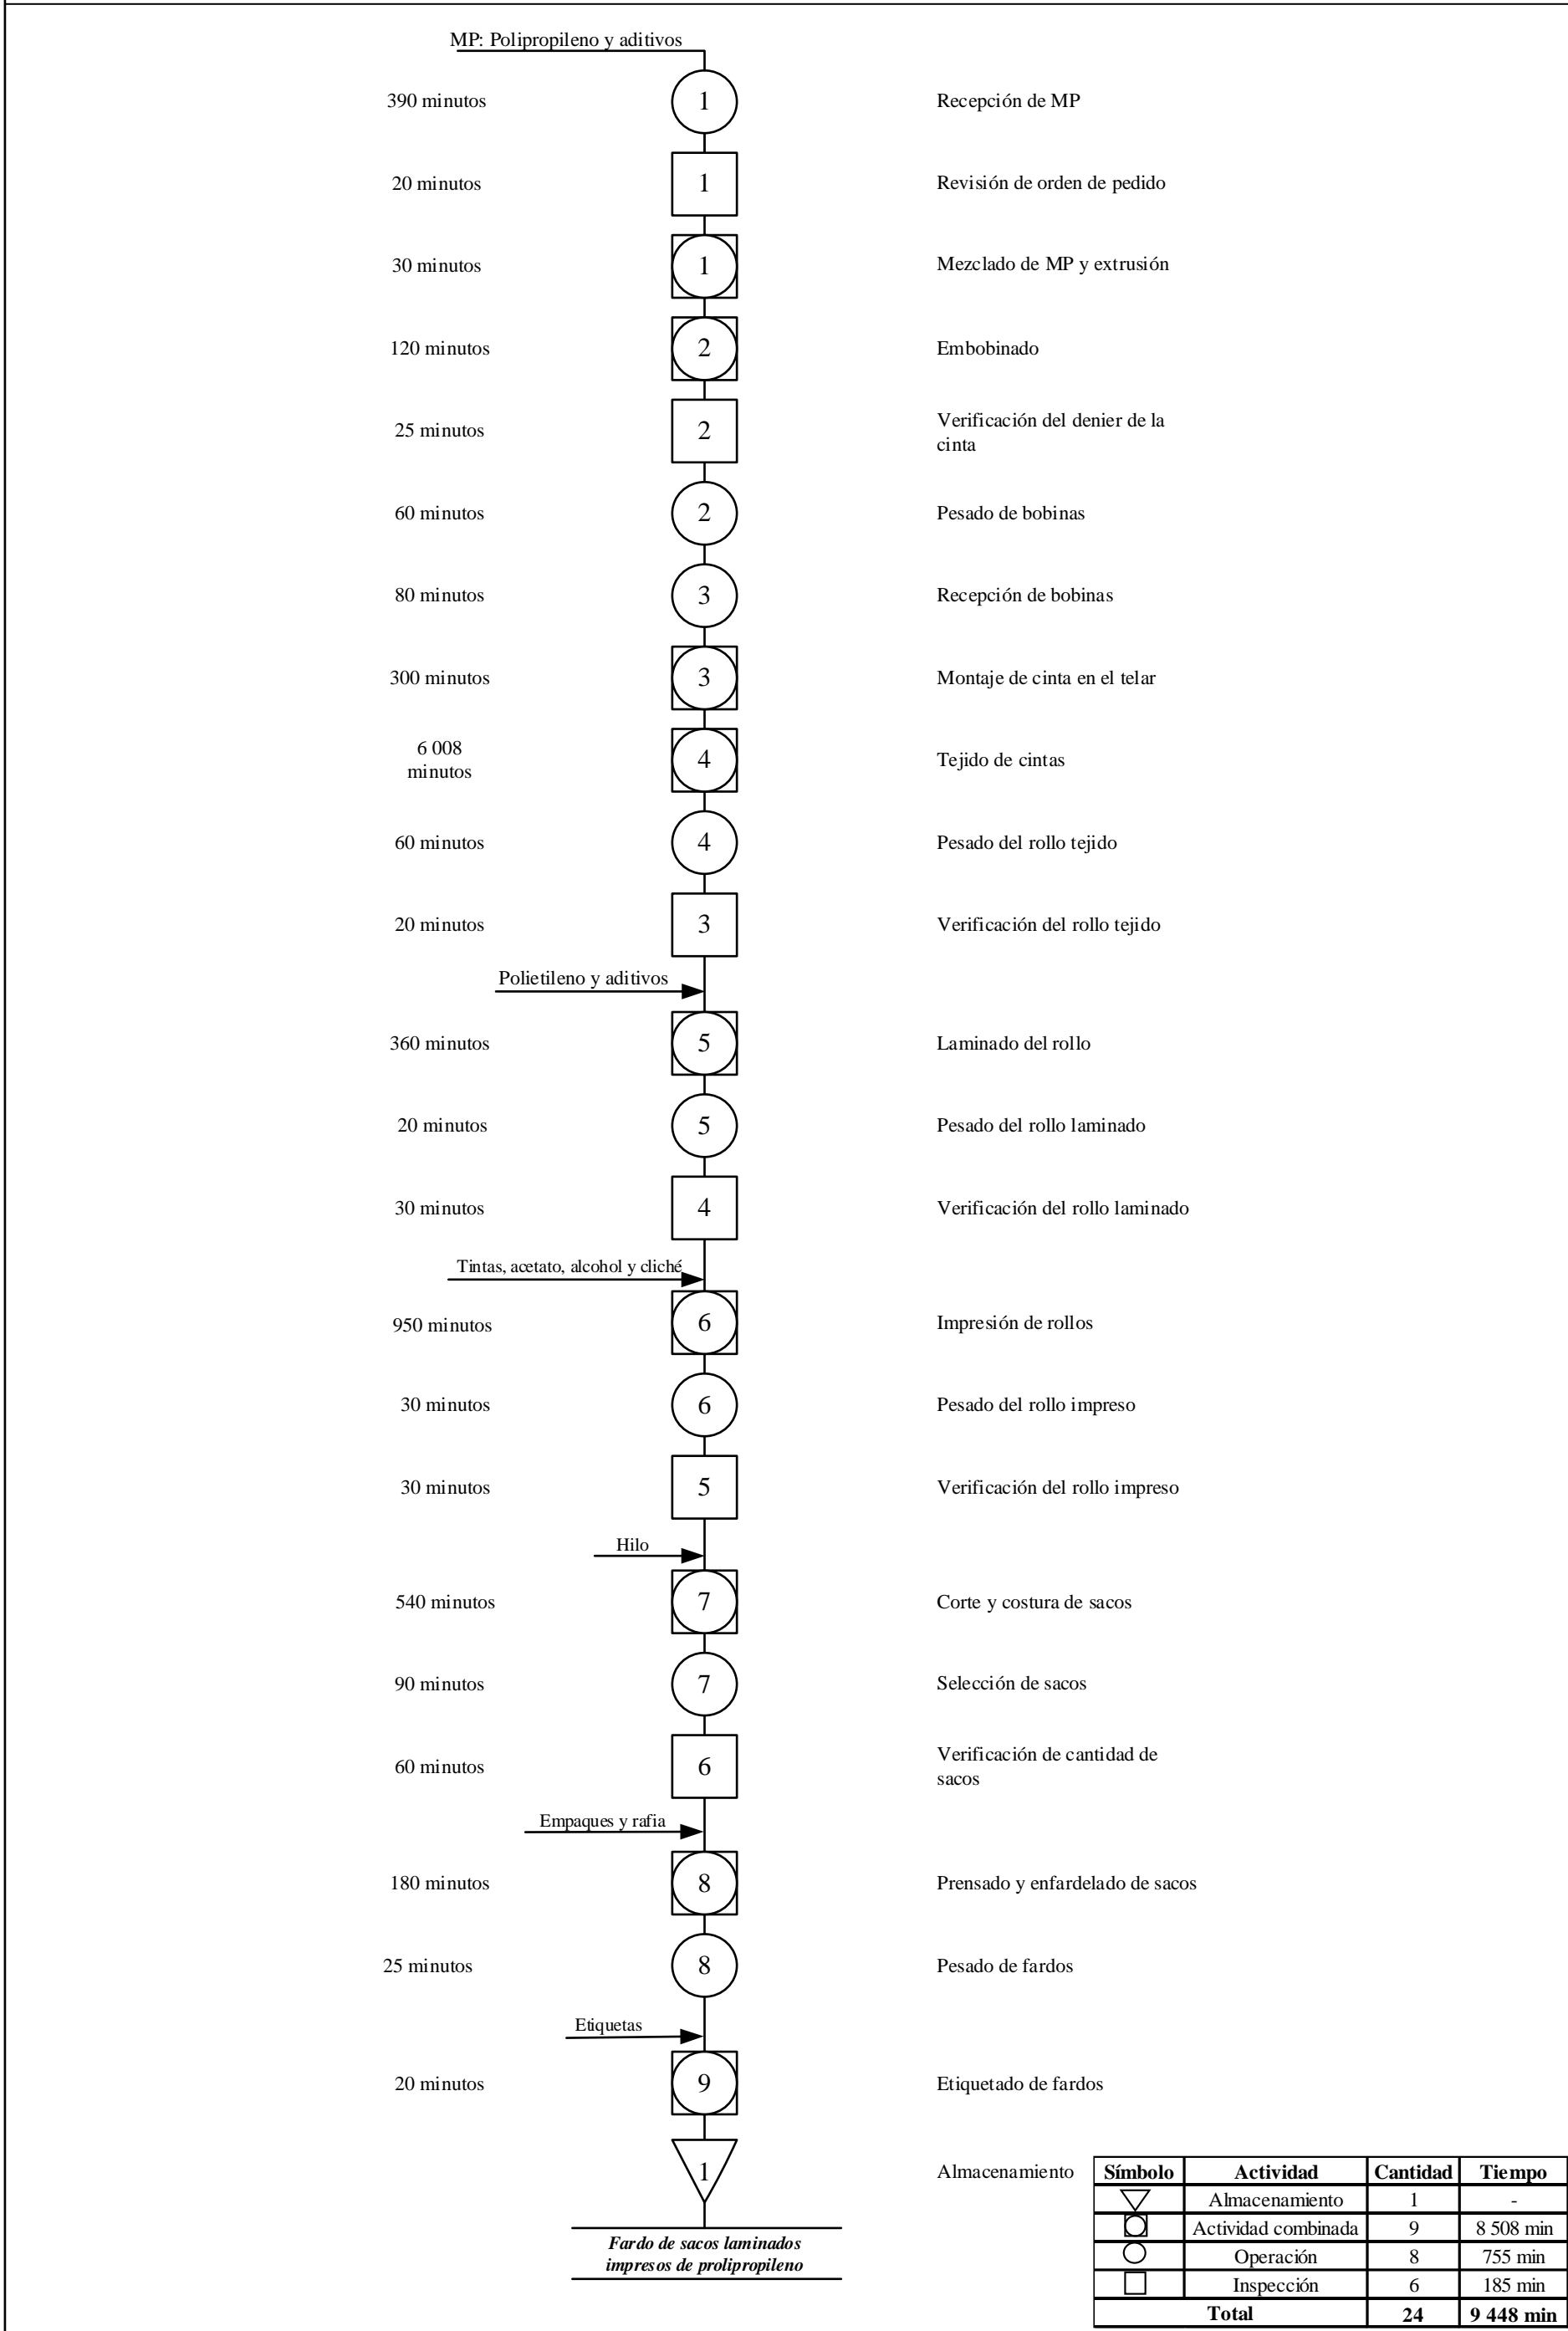 MP: Polipropileno y aditivos
390 minutos 1 Recepción de MP
20 minutos 1 Revisión de orden de pedido
30 minutos 1 Mezclado de MP y extrusión
120 minutos 2 Embobinado
25 minutos 2 Verificación del denier de la
cinta
60 minutos 2 Pesado de bobinas
80 minutos 3 Recepción de bobinas
300 minutos 3 Montaje de cinta en el telar
6 008
minutos 4 Tejido de cintas
60 minutos 4 Pesado del rollo tejido
20 minutos 3 Verificación del rollo tejido
Polietileno y aditivos
360 minutos 5 Laminado del rollo
20 minutos 5 Pesado del rollo laminado
30 minutos 4 Verificación del rollo laminado
Tintas, acetato, alcohol y cliché
950 minutos 6 Impresión de rollos
30 minutos 6 Pesado del rollo impreso
30 minutos 5 Verificación del rollo impreso
Hilo
540 minutos 7 Corte y costura de sacos
90 minutos 7 Selección de sacos
60 minutos 6 Verificación de cantidad de
sacos
Empaques y rafia
180 minutos 8 Prensado y enfardelado de sacos
25 minutos 8 Pesado de fardos
Etiquetas
20 minutos 9 Etiquetado de fardos
1 Almacenamiento
Fardo de sacos laminados
impresos de prolipropileno
Símbolo Actividad Cantidad Tiempo
Almacenamiento 1 -
Actividad combinada 9 8 508 min
Operación 8 755 min
Inspección 6 185 min
Total 24 9 448 min